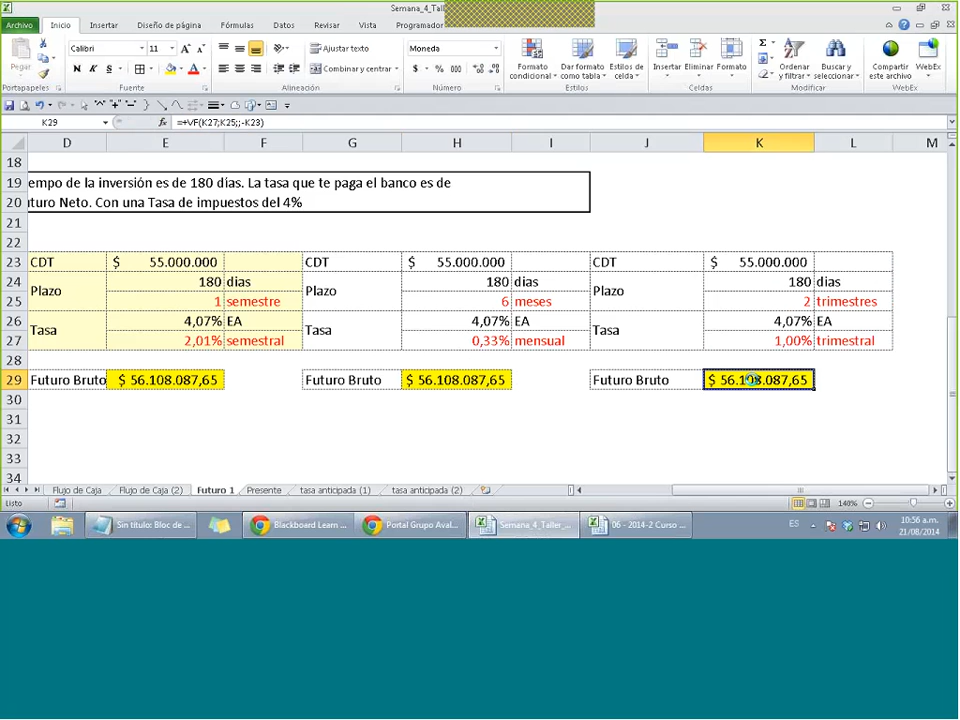 Semana_4_Tall
Archivo Inicio Insertar Diseño de página Fórmulas Datos Revisar Vista Programador
Pegar Calibri 11 Ajustar texto Moneda Formato condicional Dar formato como tabla Estilos de celda Insertar Eliminar Formato Ordenar y filtrar Buscar y seleccionar Compartir este archivo WebEx
N K S Combinar y centrar $ % 000
Portapapeles Fuente Alineación Número Estilos Celdas Modificar WebEx
K29 fx =+VF(K27;K25;;-K23)
D E F G H I J K L M
18
19 empo de la inversión es de 180 días. La tasa que te paga el banco es de
20 uturo Neto. Con una Tasa de impuestos del 4%
21
22
23 CDT $ 55.000.000 CDT $ 55.000.000 CDT $ 55.000.000
24 Plazo 180 dias Plazo 180 dias Plazo 180 dias
25 1 semestre 6 meses 2 trimestres
26 Tasa 4,07% EA Tasa 4,07% EA Tasa 4,07% EA
27 2,01% semestral 0,33% mensual 1,00% trimestral
28
29 Futuro Bruto $ 56.108.087,65 Futuro Bruto $ 56.108.087,65 Futuro Bruto $ 56.108.087,65
30
31
32
33
34
Flujo de Caja Flujo de Caja (2) Futuro 1 Presente tasa anticipada (1) tasa anticipada (2)
Listo 140%
Sin título: Bloc de ... Blackboard Learn ... Portal Grupo Aval... Semana_4_Taller_... 06 - 2014-2 Curso ... ES 10:56 a.m.
21/08/2014